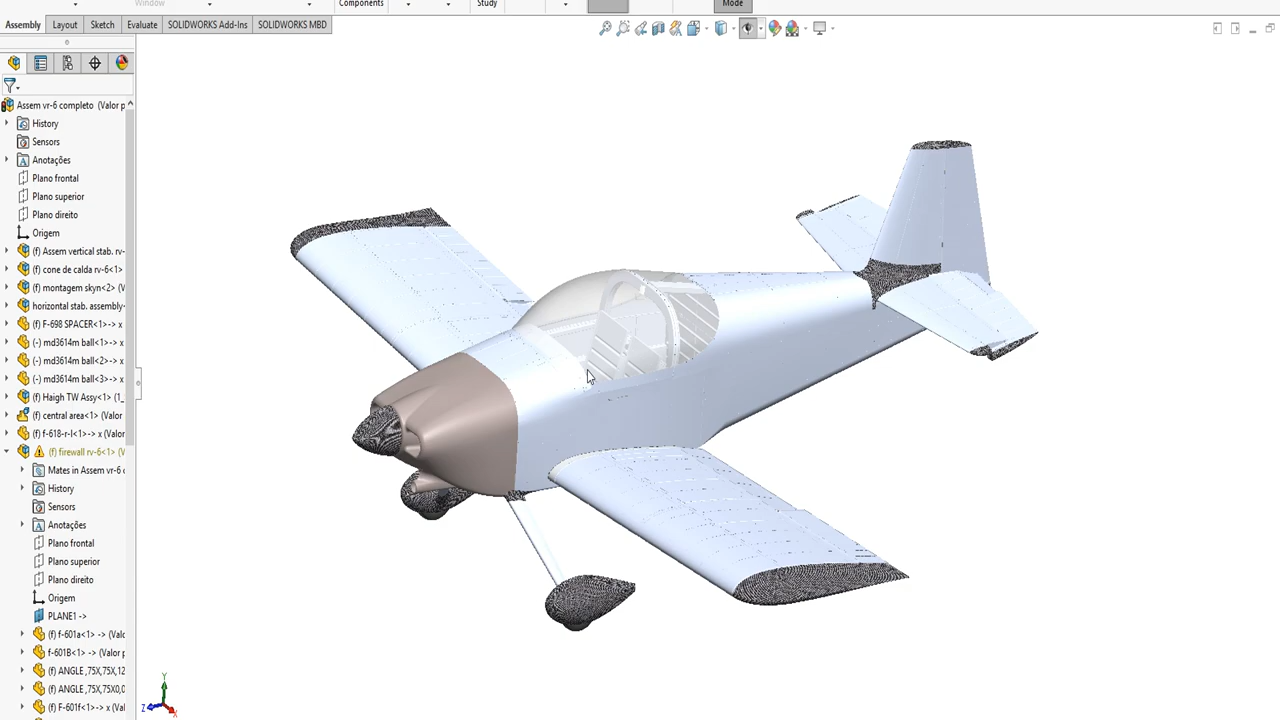 Window
Components
Study
Mode
Assembly Layout Sketch Evaluate SOLIDWORKS Add-Ins SOLIDWORKS MBD
Assem vr-6 completo (Valor p
History
Sensors
Anotações
Plano frontal
Plano superior
Plano direito
Origem
(f) Assem vertical stab. rv-
(f) cone de calda rv-6<1>
(f) montagem skyn<2> (
horizontal stab. assembly-
(f) F-698 SPACER<1> -> x
(-) md3614m ball<1> -> x
(-) md3614m ball<2> -> x
(-) md3614m ball<3> -> x
(f) Haigh TW Assy<1> (1_
(f) central area<1> (Valor
(f) f-618-r-l<1> -> x (Valor
(f) firewall rv-6<1> (V
Mates in Assem vr-6 c
History
Sensors
Anotações
Plano frontal
Plano superior
Plano direito
Origem
PLANE1 ->
(f) f-601a<1> -> (Valo
f-601B<1> -> (Valor p
(f) ANGLE ,75X,75X,12
(f) ANGLE ,75X,75X0,0
(f) F-601f<1> -> x (Va
Y
Z
X